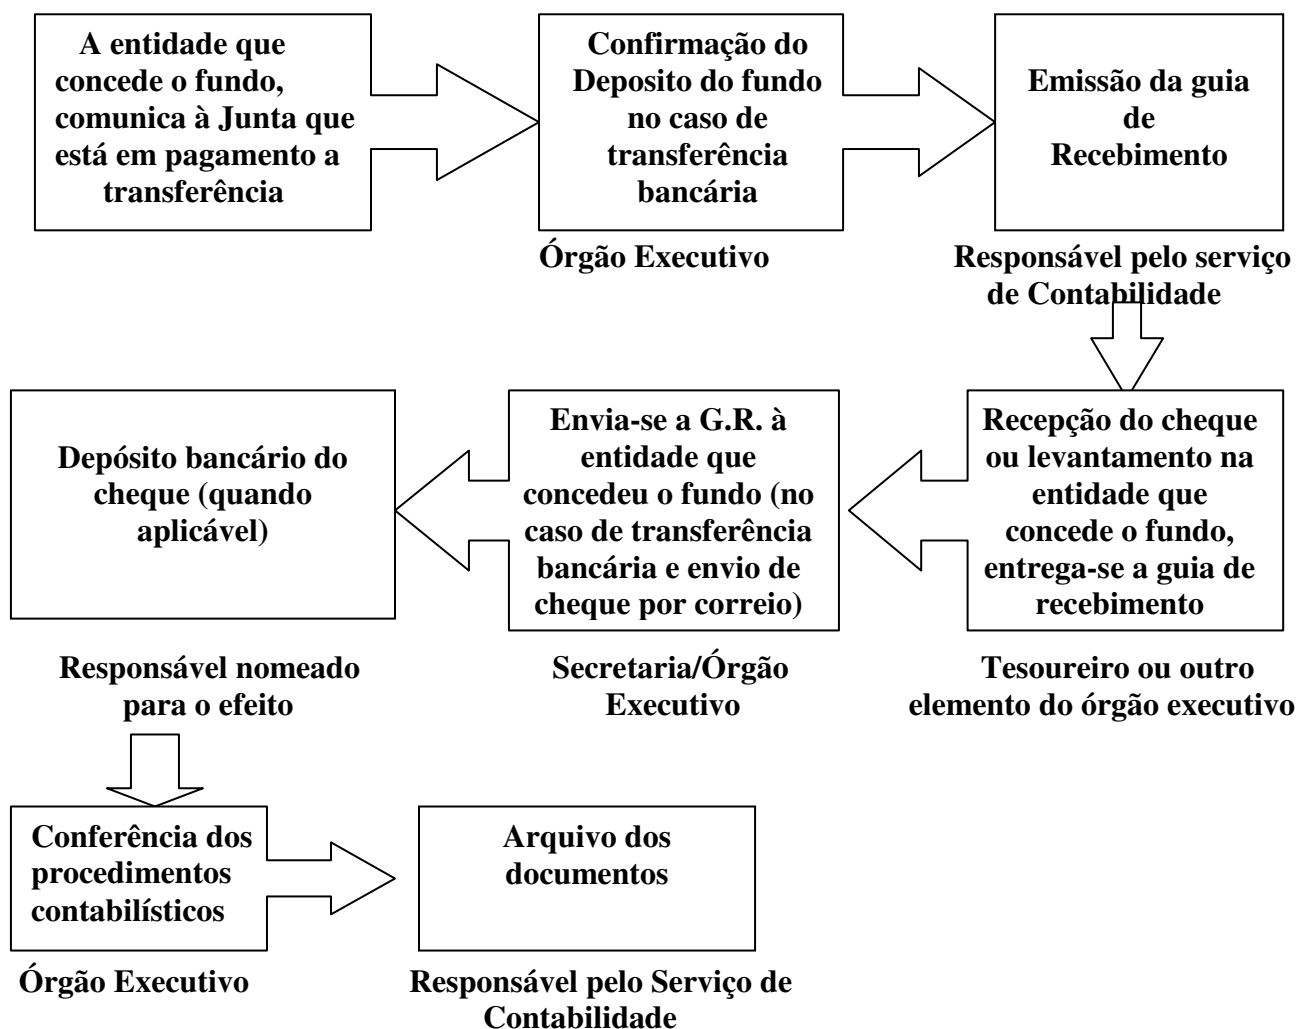 A entidade que
concede o fundo,
comunica à Junta que
está em pagamento a
transferência
Confirmação do
Deposito do fundo
no caso de
transferência
bancária
Órgão Executivo
Emissão da guia
de
Recebimento
Responsável pelo serviço
de Contabilidade
Recepção do cheque
ou levantamento na
entidade que
concede o fundo,
entrega-se a guia de
recebimento
Tesoureiro ou outro
elemento do órgão executivo
Envia-se a G.R. à
entidade que
concedeu o fundo (no
caso de transferência
bancária e envio de
cheque por correio)
Secretaria/Órgão
Executivo
Depósito bancário do
cheque (quando
aplicável)
Responsável nomeado
para o efeito
Conferência dos
procedimentos
contabilísticos
Órgão Executivo
Arquivo dos
documentos
Responsável pelo Serviço de
Contabilidade